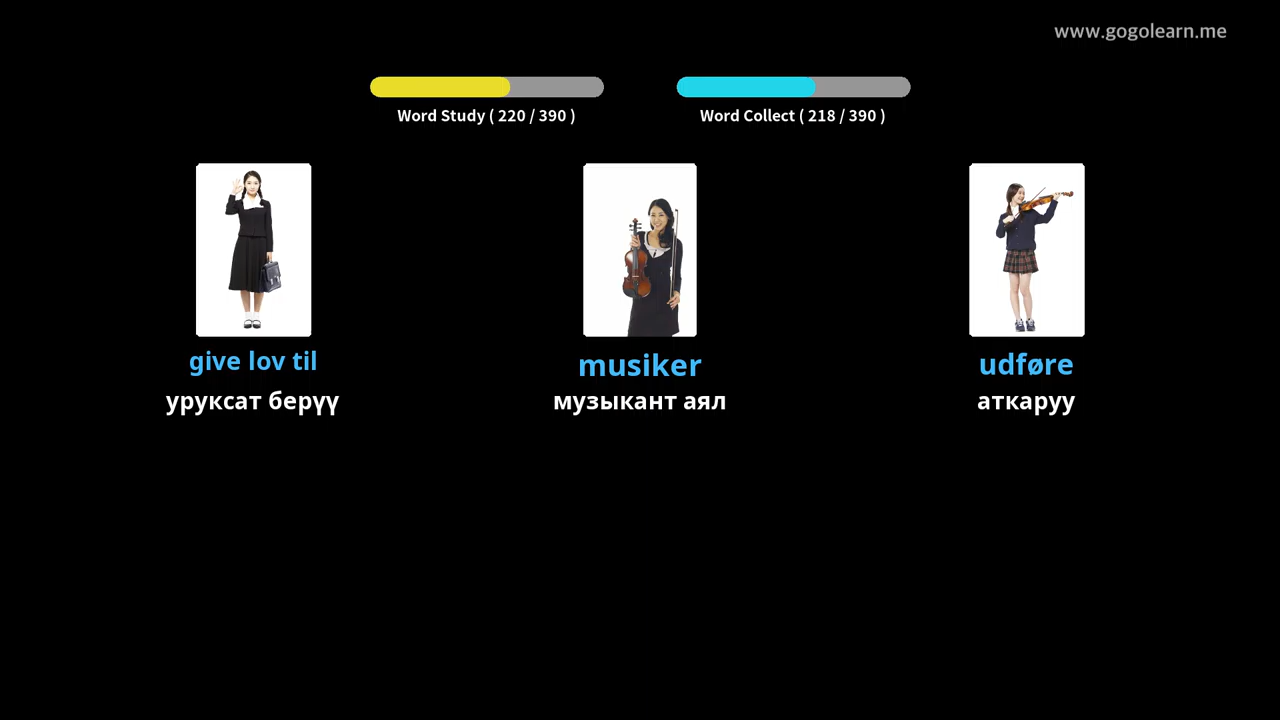 www.gogolearn.me
Word Study ( 220 / 390 )
Word Collect ( 218 / 390 )
give lov til
musiker
udføre
уруксат берүү
музыкант аял
аткаруу